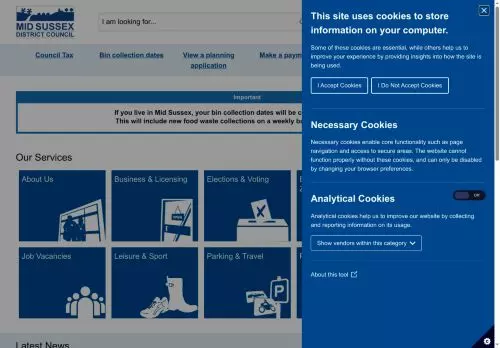 MID SUSSEX
DISTRICT COUNCIL
I am looking for...
Council Tax
Bin collection dates
View a planning
application
Make a paym
Important
If you live in Mid Sussex, your bin collection dates will be c
This will include new food waste collections on a weekly b
Our Services
About Us
Business & Licensing
Elections & Voting
Job Vacancies
Leisure & Sport
Parking & Travel
Latest News
This site uses cookies to store
information on your computer.
Some of these cookies are essential, while others help us to
improve your experience by providing insights into how the site is
being used.
I Accept Cookies
I Do Not Accept Cookies
Necessary Cookies
Necessary cookies enable core functionality such as page
navigation and access to secure areas. The website cannot
function properly without these cookies, and can only be disabled
by changing your browser preferences.
Analytical Cookies
Off
Analytical cookies help us to improve our website by collecting
and reporting information on its usage.
Show vendors within this category
About this tool